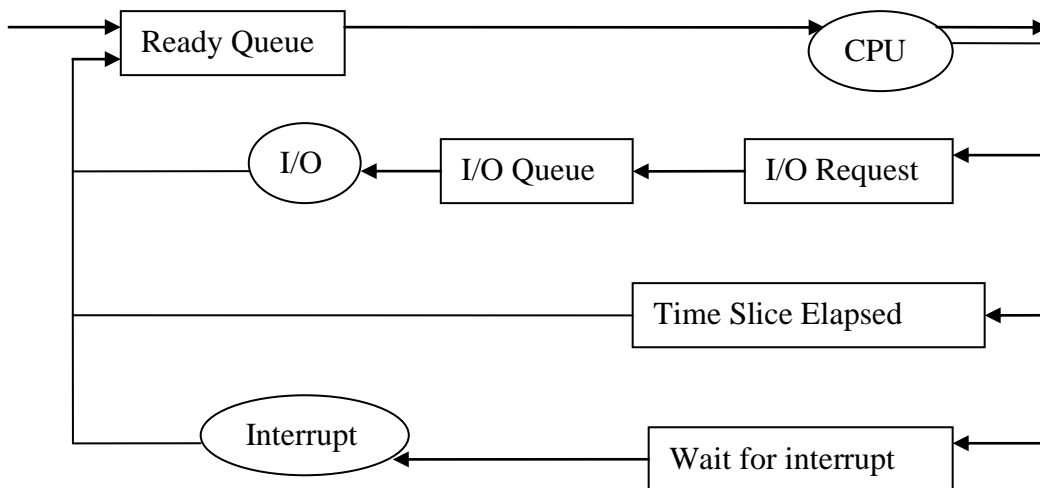 Ready Queue
CPU
I/O
I/O Queue
I/O Request
Time Slice Elapsed
Interrupt
Wait for interrupt